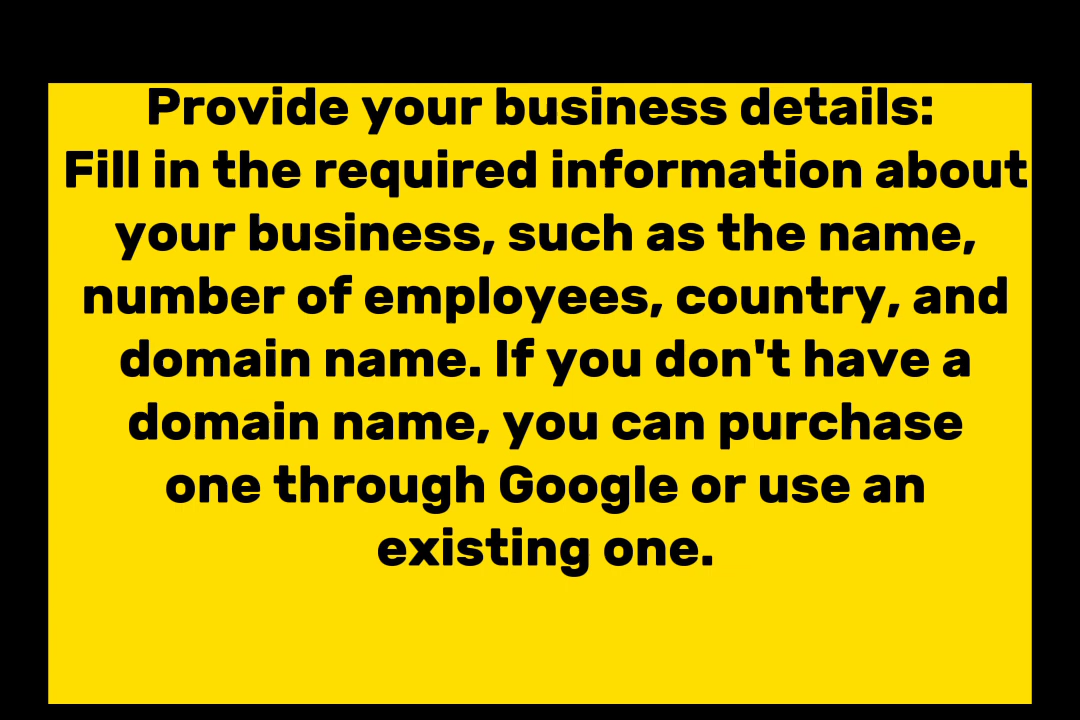 Provide your business details:
Fill in the required information about
your business, such as the name,
number of employees, country, and
domain name. If you don't have a
domain name, you can purchase
one through Google or use an
existing one.